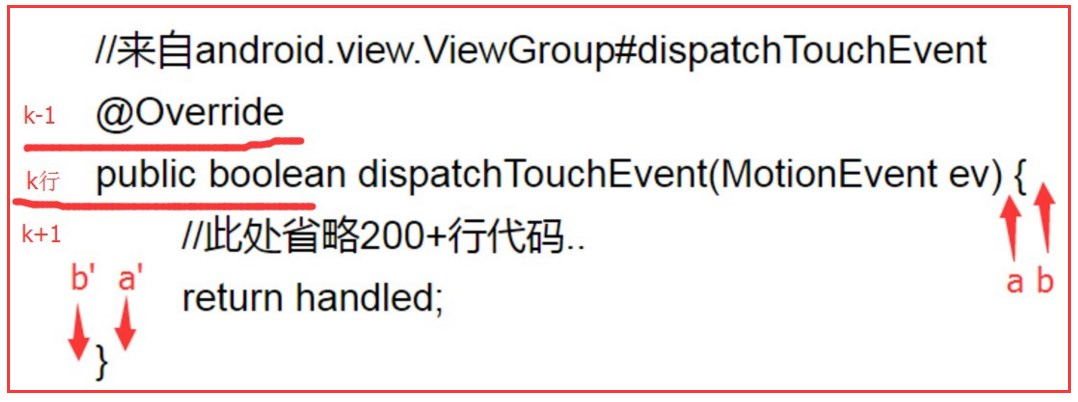 //来自android.view.ViewGroup#dispatchTouchEvent
k-1 @Override
k行 public boolean dispatchTouchEvent(MotionEvent ev) {
k+1 //此处省略200+行代码..
a b
b' a'
return handled;
}